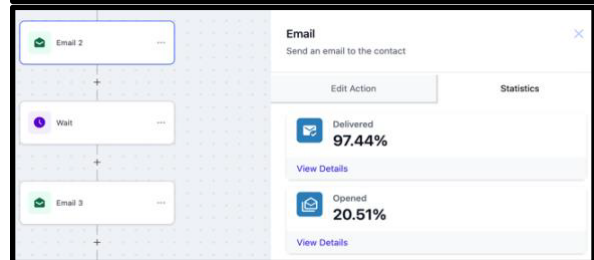 Email 2
Wait
Email 3
Email
Send an email to the contact
Edit Action
Statistics
Delivered
97.44%
View Details
Opened
20.51%
View Details